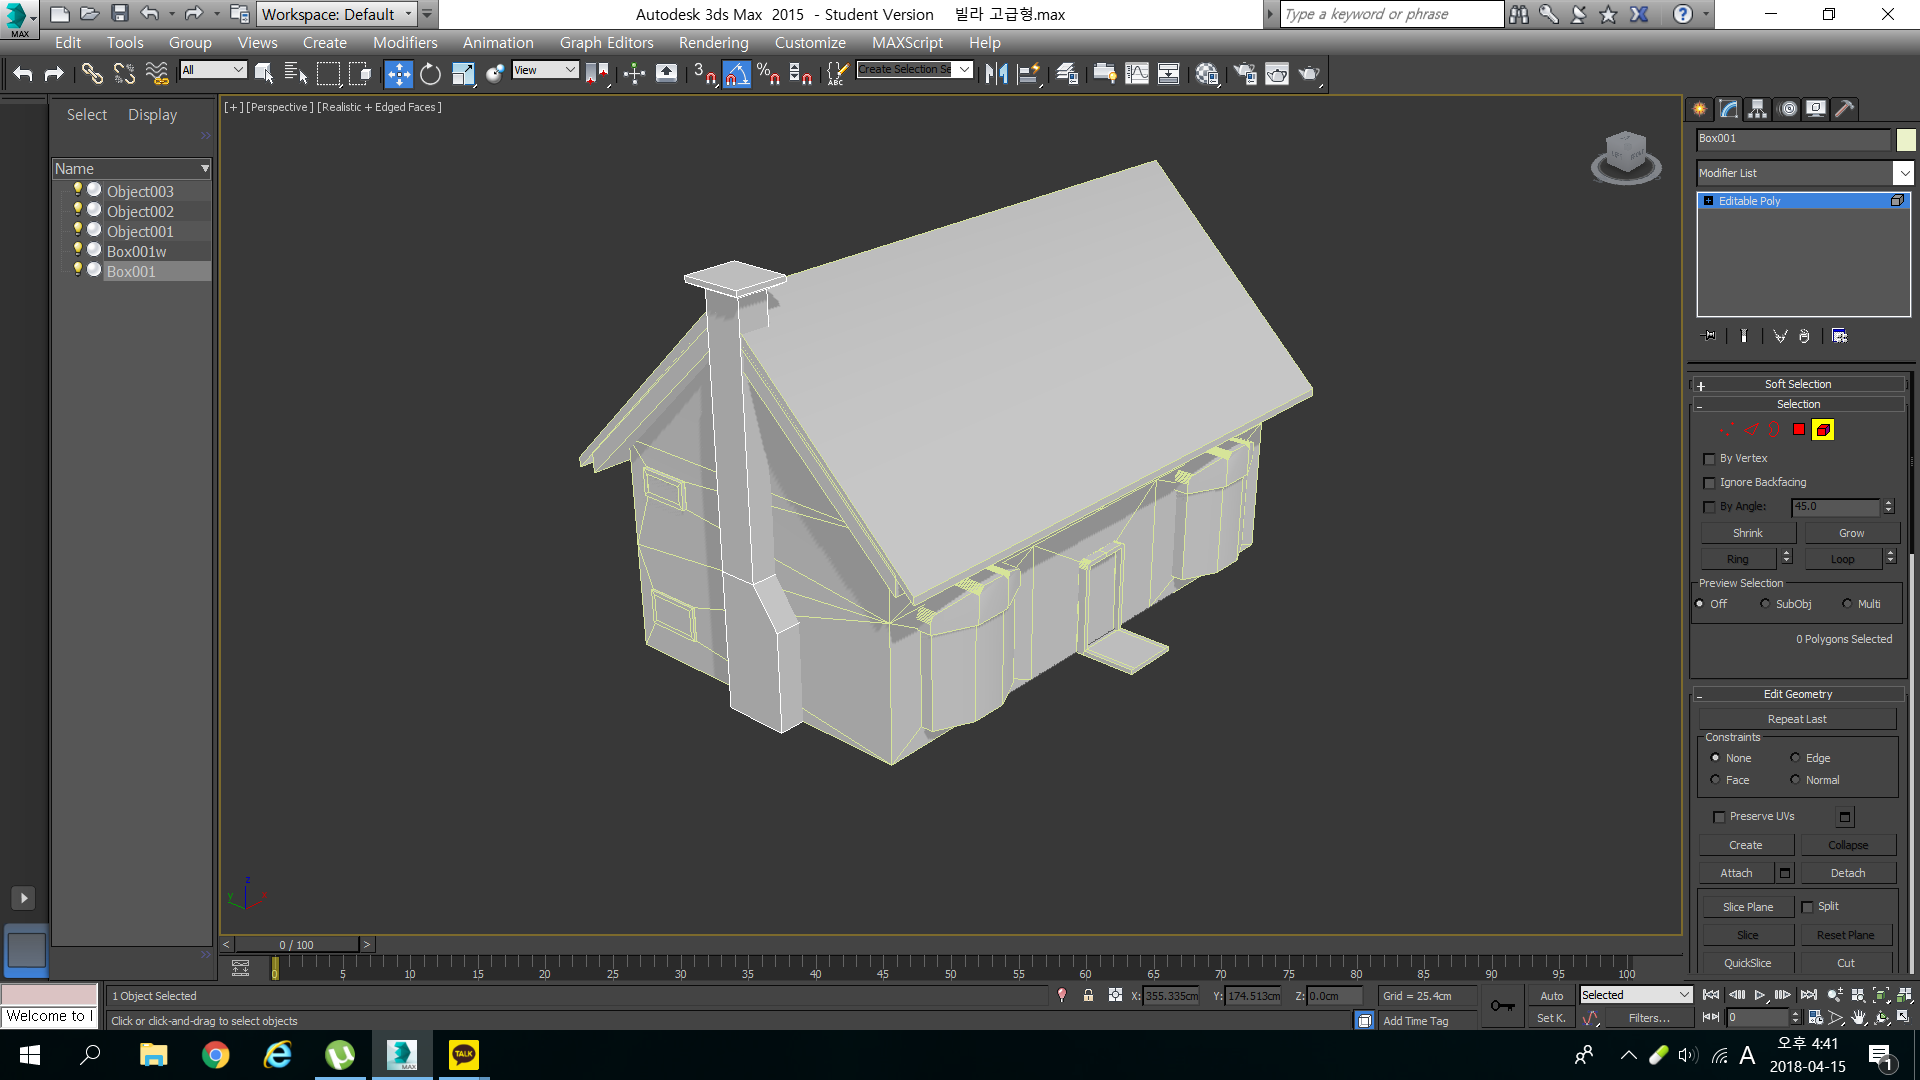 Workspace: Default
Autodesk 3ds Max 2015 - Student Version 빌라 고급형.max
Type a keyword or phrase
MAX
Edit Tools Group Views Create Modifiers Animation Graph Editors Rendering Customize MAXScript Help
All
View
3
%
ABC
Create Selection Se
Select Display
Name
Object003
Object002
Object001
Box001w
Box001
[+] [Perspective] [Realistic + Edged Faces]
z
y
x
Box001
Modifier List
Editable Poly
+ Soft Selection
- Selection
By Vertex
Ignore Backfacing
By Angle: 45.0
Shrink Grow
Ring Loop
Preview Selection
Off SubObj Multi
0 Polygons Selected
- Edit Geometry
Repeat Last
Constraints
None Edge
Face Normal
Preserve UVs
Create Collapse
Attach Detach
Slice Plane Split
Slice Reset Plane
QuickSlice Cut
< 0 / 100 >
0 5 10 15 20 25 30 35 40 45 50 55 60 65 70 75 80 85 90 95 100
1 Object Selected
X: 355.335cm Y: 174.513cm Z: 0.0cm Grid = 25.4cm
Auto Selected
Welcome to
Click or click-and-drag to select objects
Add Time Tag
Set K. Filters...
0
MAX
TALK
A
오후 4:41
2018-04-15
1